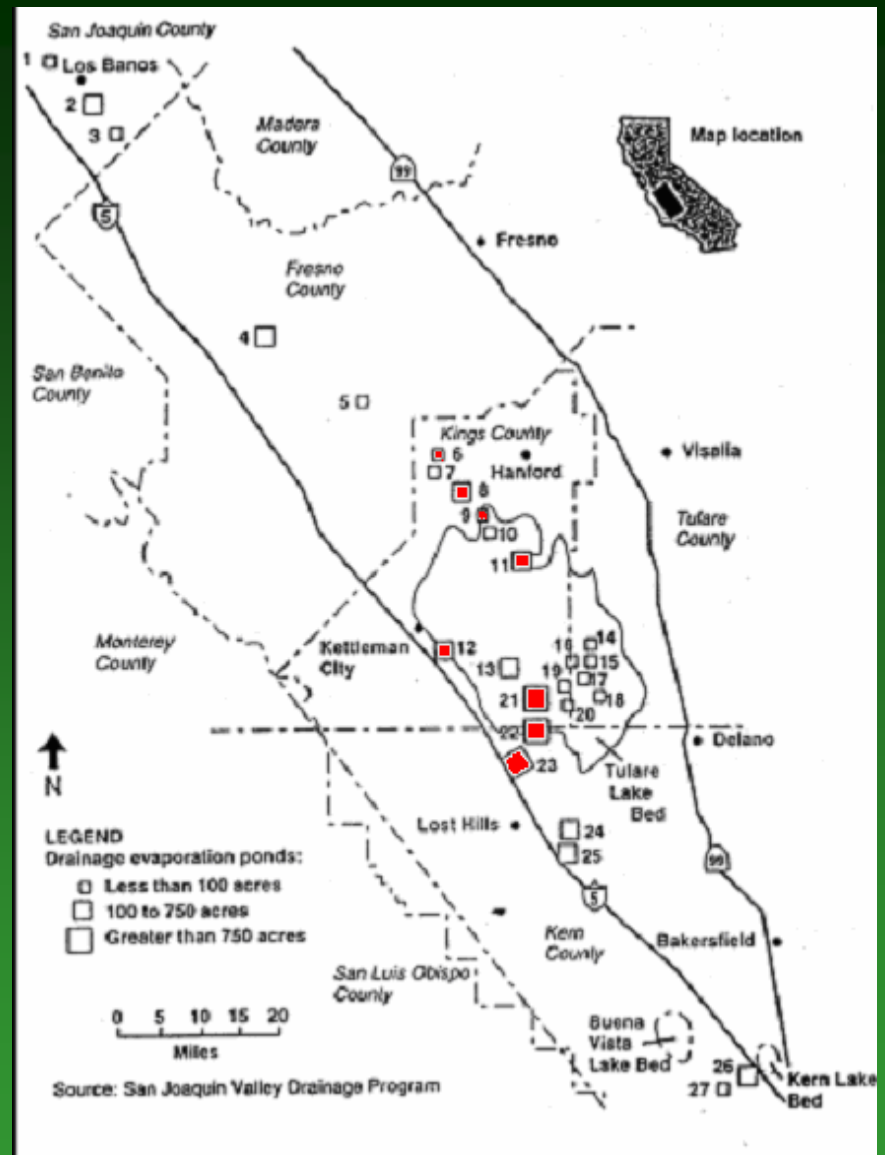 San Joaquin County
1
Los Banos
2
3
Madera
County
99
Map location
5
Fresno
Fresno
County
4
San Benito
County
5
Kings County
6
7
Hanford
Visalia
8
9
10
Tulare
County
11
Monterey
County
Kettleman
City
12
13
14
16
15
17
19
18
21
20
22
Delano
23
Tulare
Lake
Bed
N
Lost Hills
24
25
LEGEND
Drainage evaporation ponds:
Less than 100 acres
100 to 750 acres
Greater than 750 acres
99
5
Kern
County
Bakersfield
San Luis Obispo
County
0 5 10 15 20
Miles
Buena
Vista
Lake Bed
26
27
Kern Lake
Bed
Source: San Joaquin Valley Drainage Program